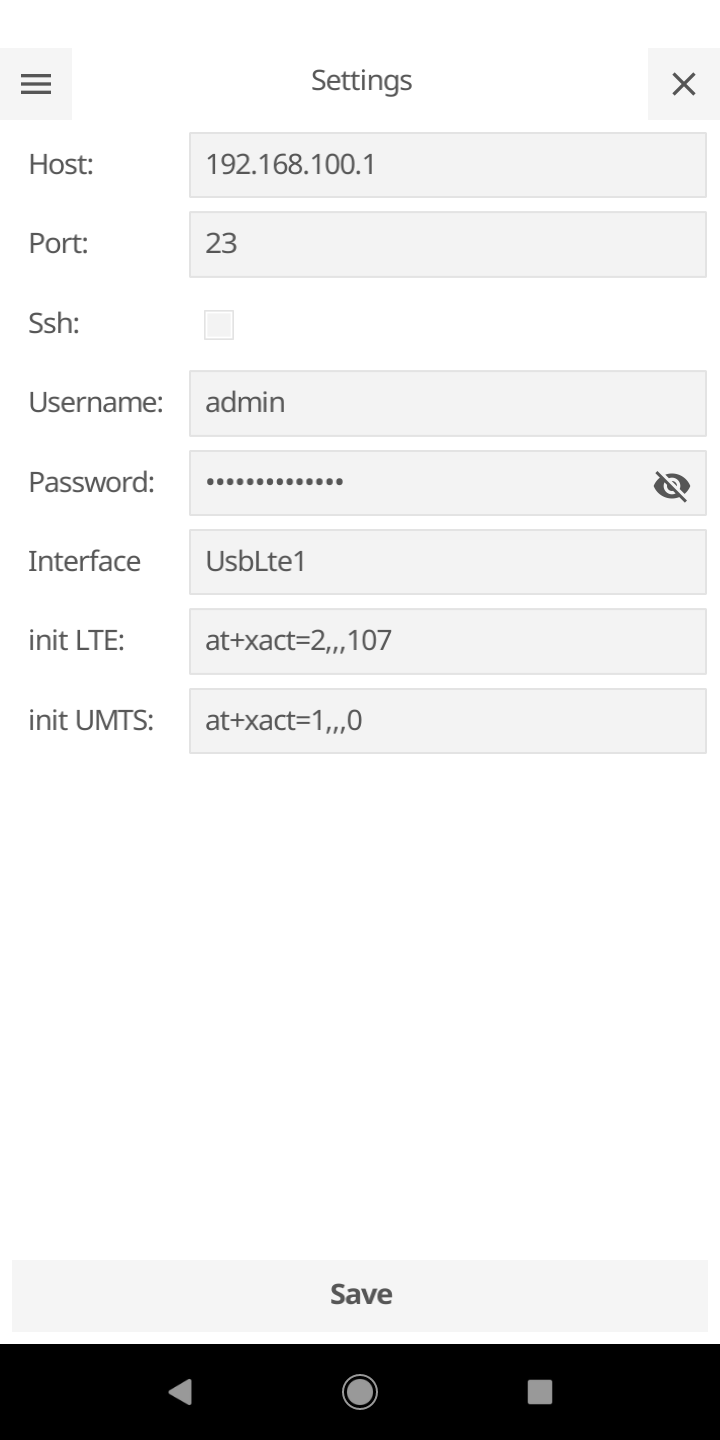 Settings
Host: 192.168.100.1
Port: 23
Ssh:
Username: admin
Password: ••••••••••••••
Interface UsbLte1
init LTE: at+xact=2,,,107
init UMTS: at+xact=1,,,0
Save